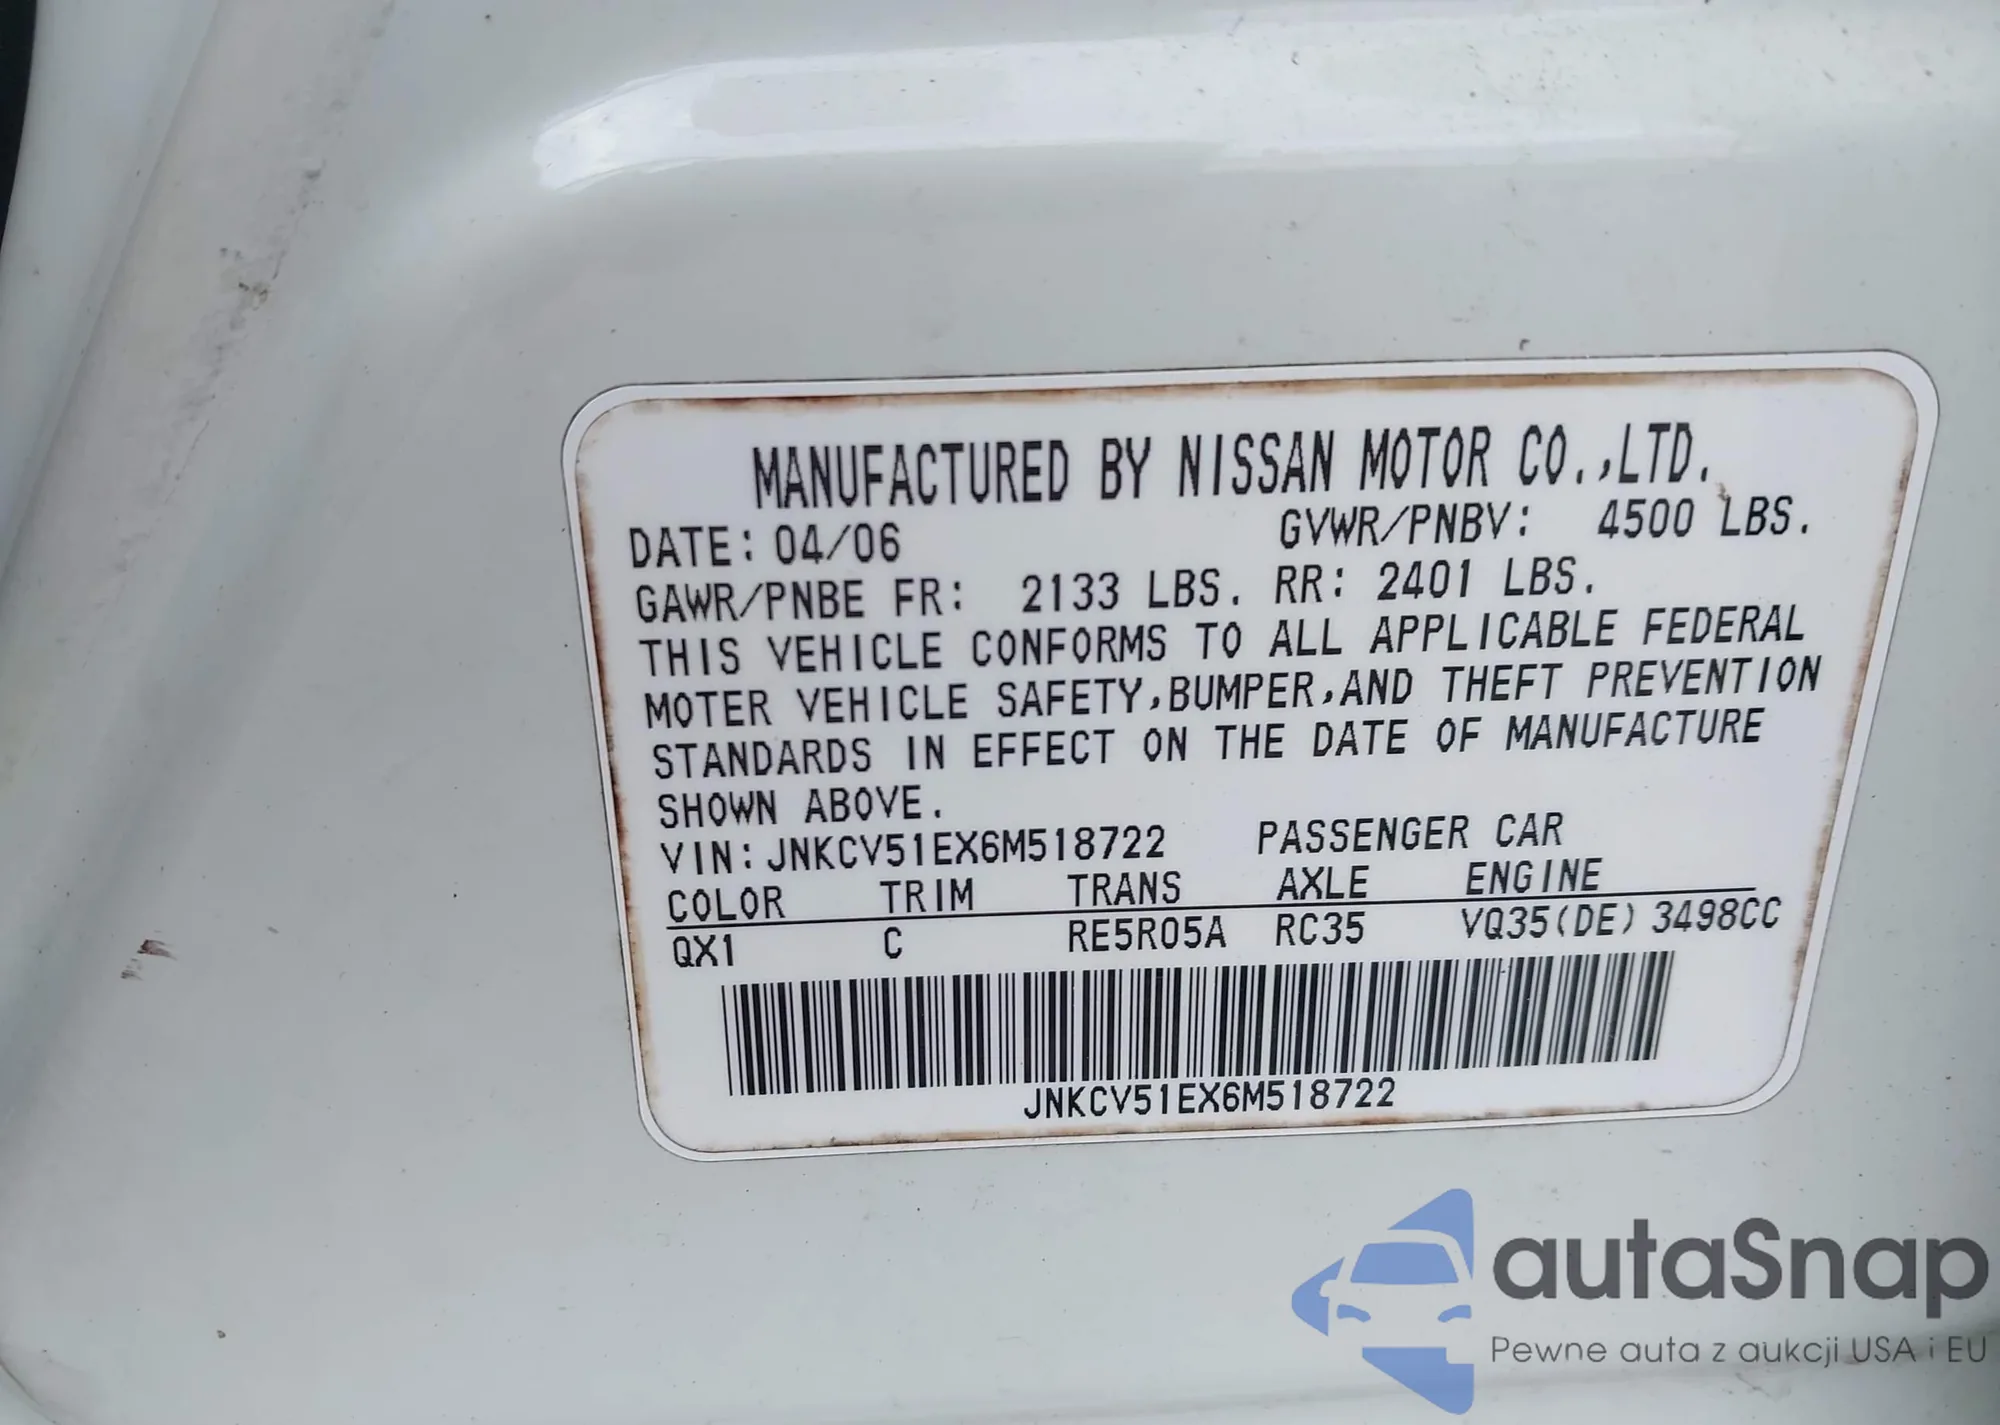 MANUFACTURED BY NISSAN MOTOR CO.,LTD.
DATE: 04/06 GVWR/PNBV: 4500 LBS.
GAWR/PNBE FR: 2133 LBS. RR: 2401 LBS.
THIS VEHICLE CONFORMS TO ALL APPLICABLE FEDERAL
MOTER VEHICLE SAFETY,BUMPER,AND THEFT PREVENTION
STANDARDS IN EFFECT ON THE DATE OF MANUFACTURE
SHOWN ABOVE.
VIN: JNKCV51EX6M518722 PASSENGER CAR
COLOR TRIM TRANS AXLE ENGINE
QX1 C RE5R05A RC35 VQ35(DE) 3498CC
JNKCV51EX6M518722
autaSnap
Pewne auta z aukcji USA i EU